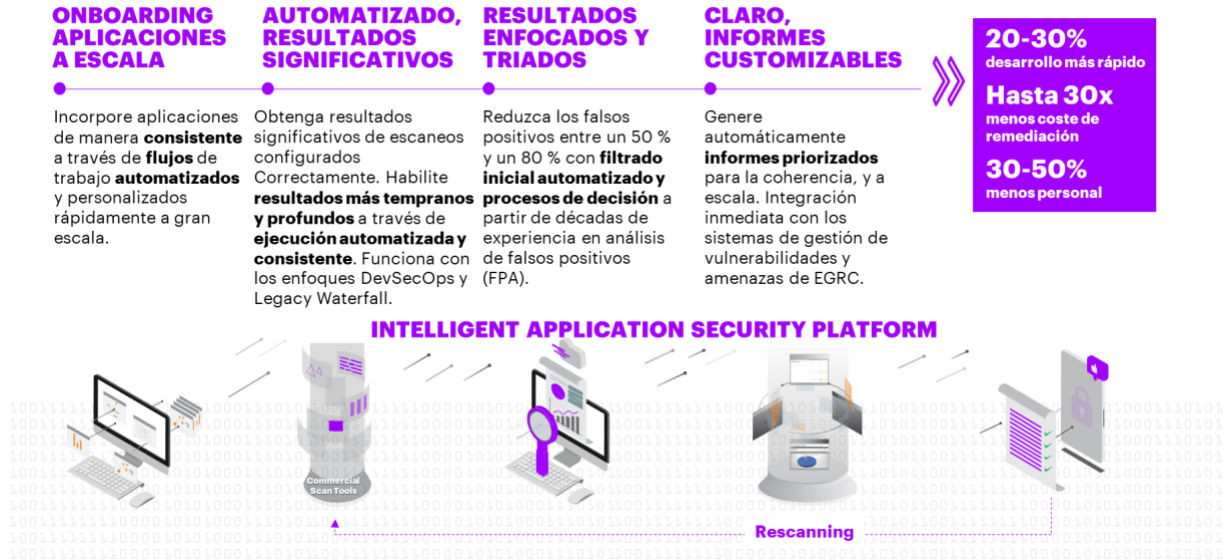 ONBOARDING
APLICACIONES
A ESCALA
Incorpore aplicaciones
de manera consistente
a través de flujos de
trabajo automatizados
y personalizados
rápidamente a gran
escala.
AUTOMATIZADO,
RESULTADOS
SIGNIFICATIVOS
Obtenga resultados
significativos de escaneos
configurados
Correctamente. Habilite
resultados más tempranos
y profundos a través de
ejecución automatizada y
consistente. Funciona con
los enfoques DevSecOps y
Legacy Waterfall.
RESULTADOS
ENFOCADOS Y
TRIADOS
Reduzca los falsos
positivos entre un 50 %
y un 80 % con filtrado
inicial automatizado y
procesos de decisión a
partir de décadas de
experiencia en análisis
de falsos positivos
(FPA).
CLARO,
INFORMES
CUSTOMIZABLES
Genere
automáticamente
informes priorizados
para la coherencia, y a
escala. Integración
inmediata con los
sistemas de gestión de
vulnerabilidades y
amenazas de EGRC.
20-30%
desarrollo más rápido
Hasta 30x
menos coste de
remediación
30-50%
menos personal
INTELLIGENT APPLICATION SECURITY PLATFORM
Commercial
Scan Tools
Rescanning